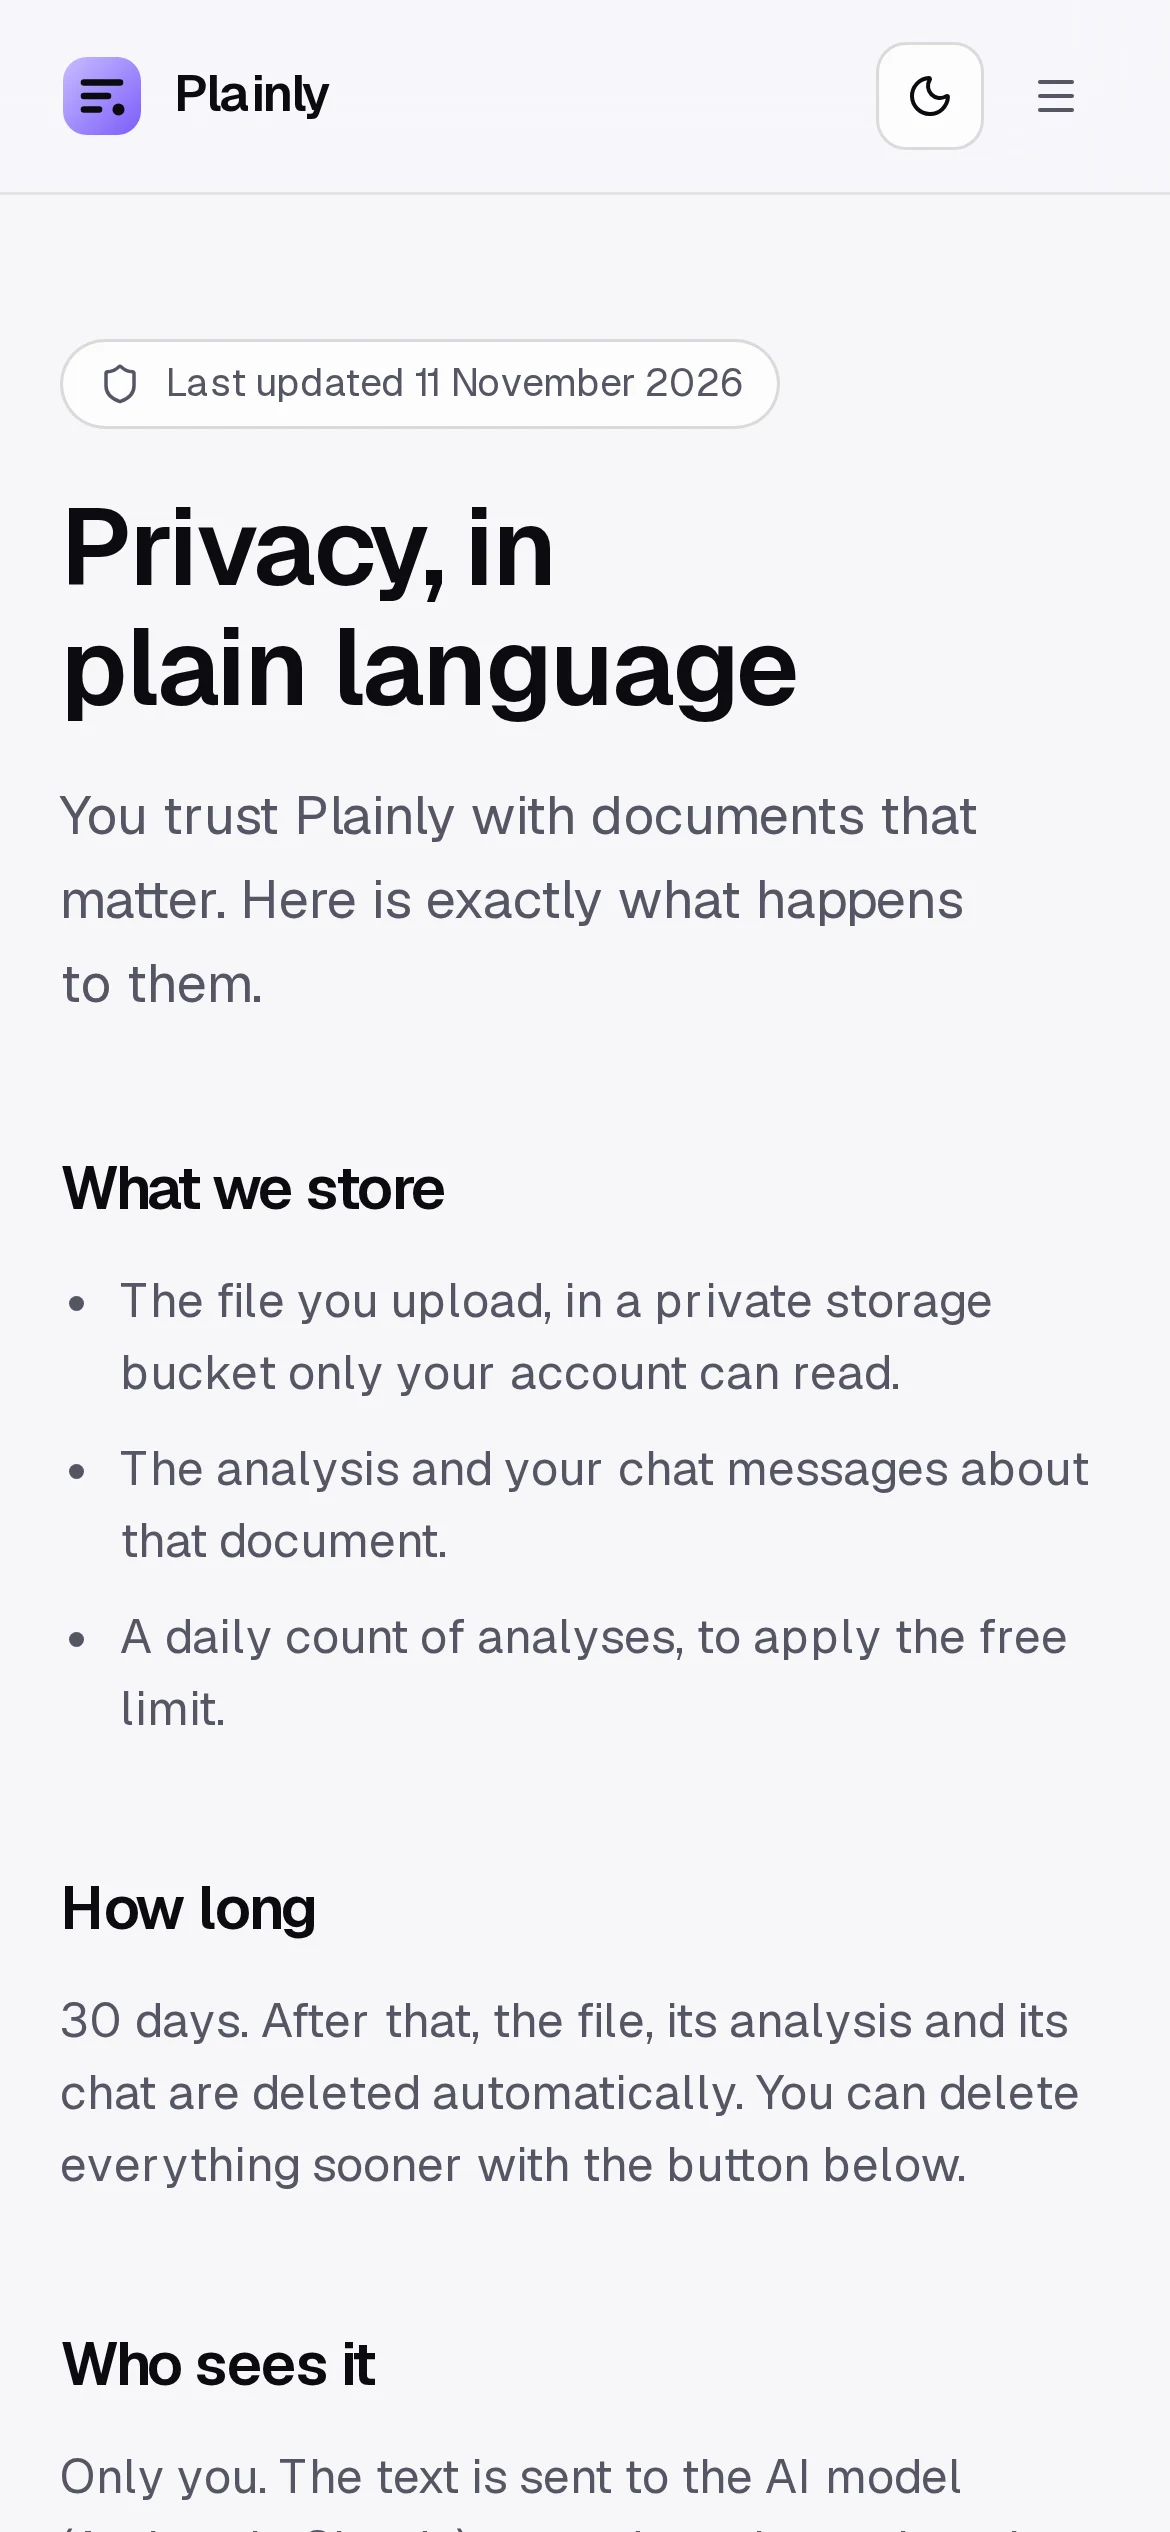 Plainly
Last updated 11 November 2026
Privacy, in
plain language
You trust Plainly with documents that
matter. Here is exactly what happens
to them.
What we store
• The file you upload, in a private storage
bucket only your account can read.
• The analysis and your chat messages about
that document.
• A daily count of analyses, to apply the free
limit.
How long
30 days. After that, the file, its analysis and its
chat are deleted automatically. You can delete
everything sooner with the button below.
Who sees it
Only you. The text is sent to the AI model